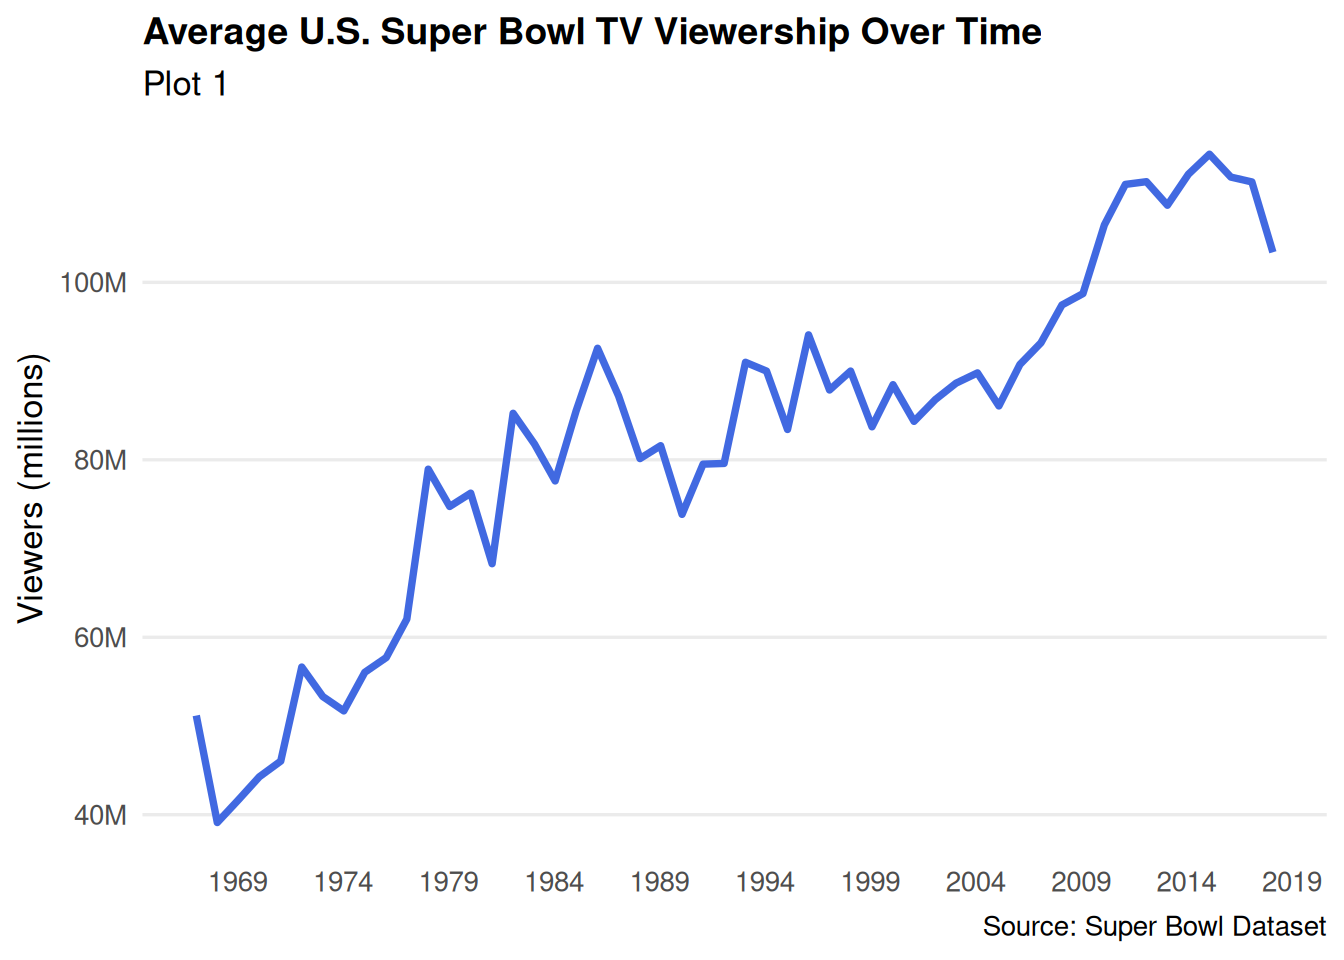 Average U.S. Super Bowl TV Viewership Over Time
Plot 1
Viewers (millions)
100M
80M
60M
40M
1969 1974 1979 1984 1989 1994 1999 2004 2009 2014 2019
Source: Super Bowl Dataset